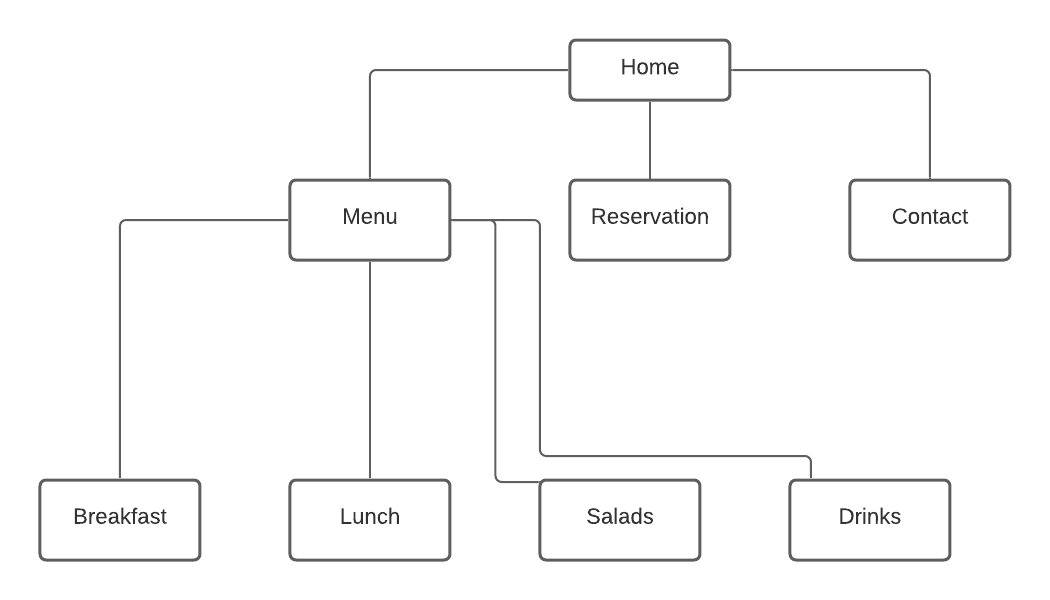 Home
Menu
Reservation
Contact
Breakfast
Lunch
Salads
Drinks